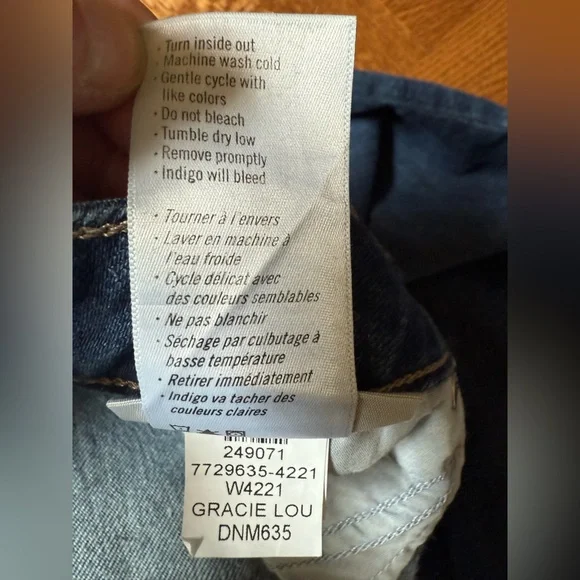 • Turn inside out
• Machine wash cold
• Gentle cycle with
like colors
• Do not bleach
• Tumble dry low
• Remove promptly
• Indigo will bleed
• Tourner à l'envers
• Laver en machine à
l'eau froide
• Cycle délicat avec
des couleurs semblables
• Ne pas blanchir
• Séchage par culbutage à
basse température
• Retirer immédiatement
• Indigo va tacher des
couleurs claires
249071
7729635-4221
W4221
GRACIE LOU
DNM635